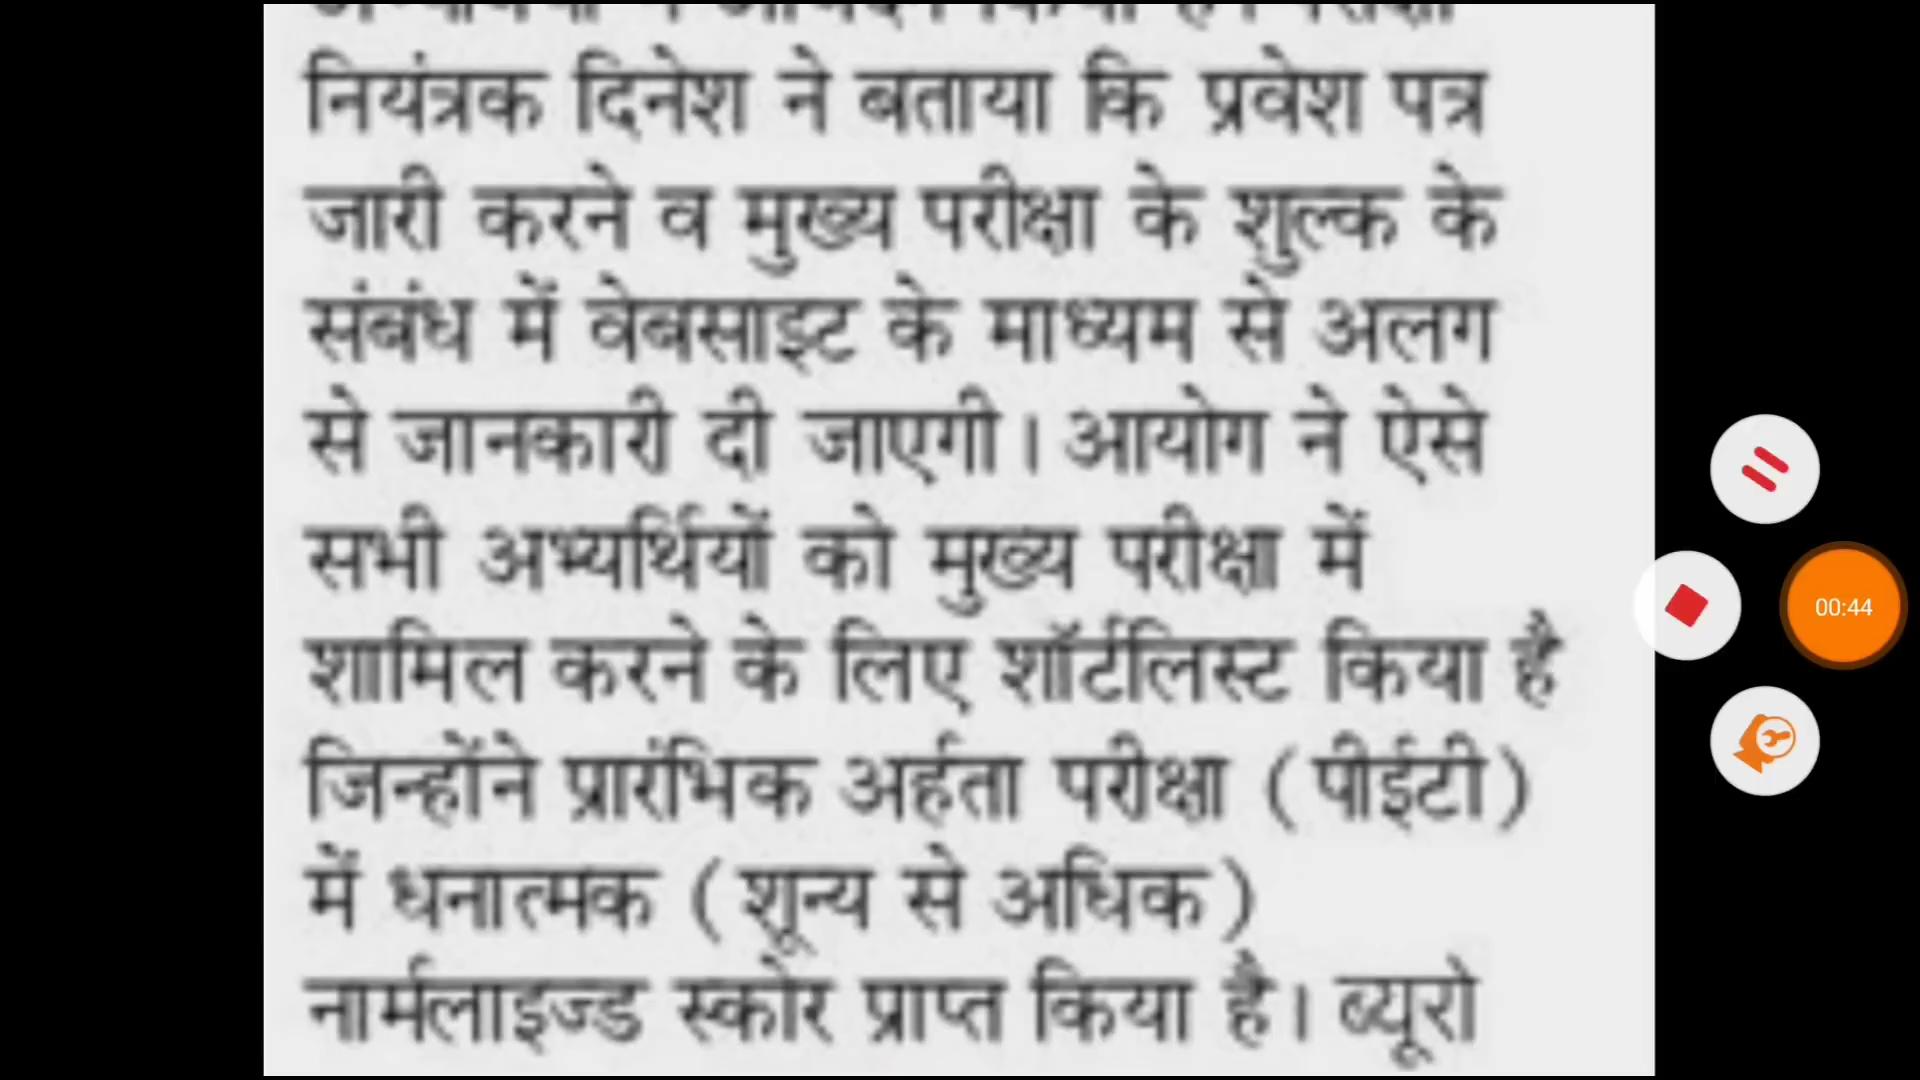 नियंत्रक दिनेश ने बताया कि प्रवेश पत्र
जारी करने व मुख्य परीक्षा के शुल्क के
संबंध में वेबसाइट के माध्यम से अलग
से जानकारी दी जाएगी। आयोग ने ऐसे
सभी अभ्यर्थियों को मुख्य परीक्षा में
शामिल करने के लिए शॉर्टलिस्ट किया है
जिन्होंने प्रारंभिक अर्हता परीक्षा (पीईटी)
में धनात्मक (शून्य से अधिक)
नार्मलाइज्ड स्कोर प्राप्त किया है। ब्यूरो
00:44